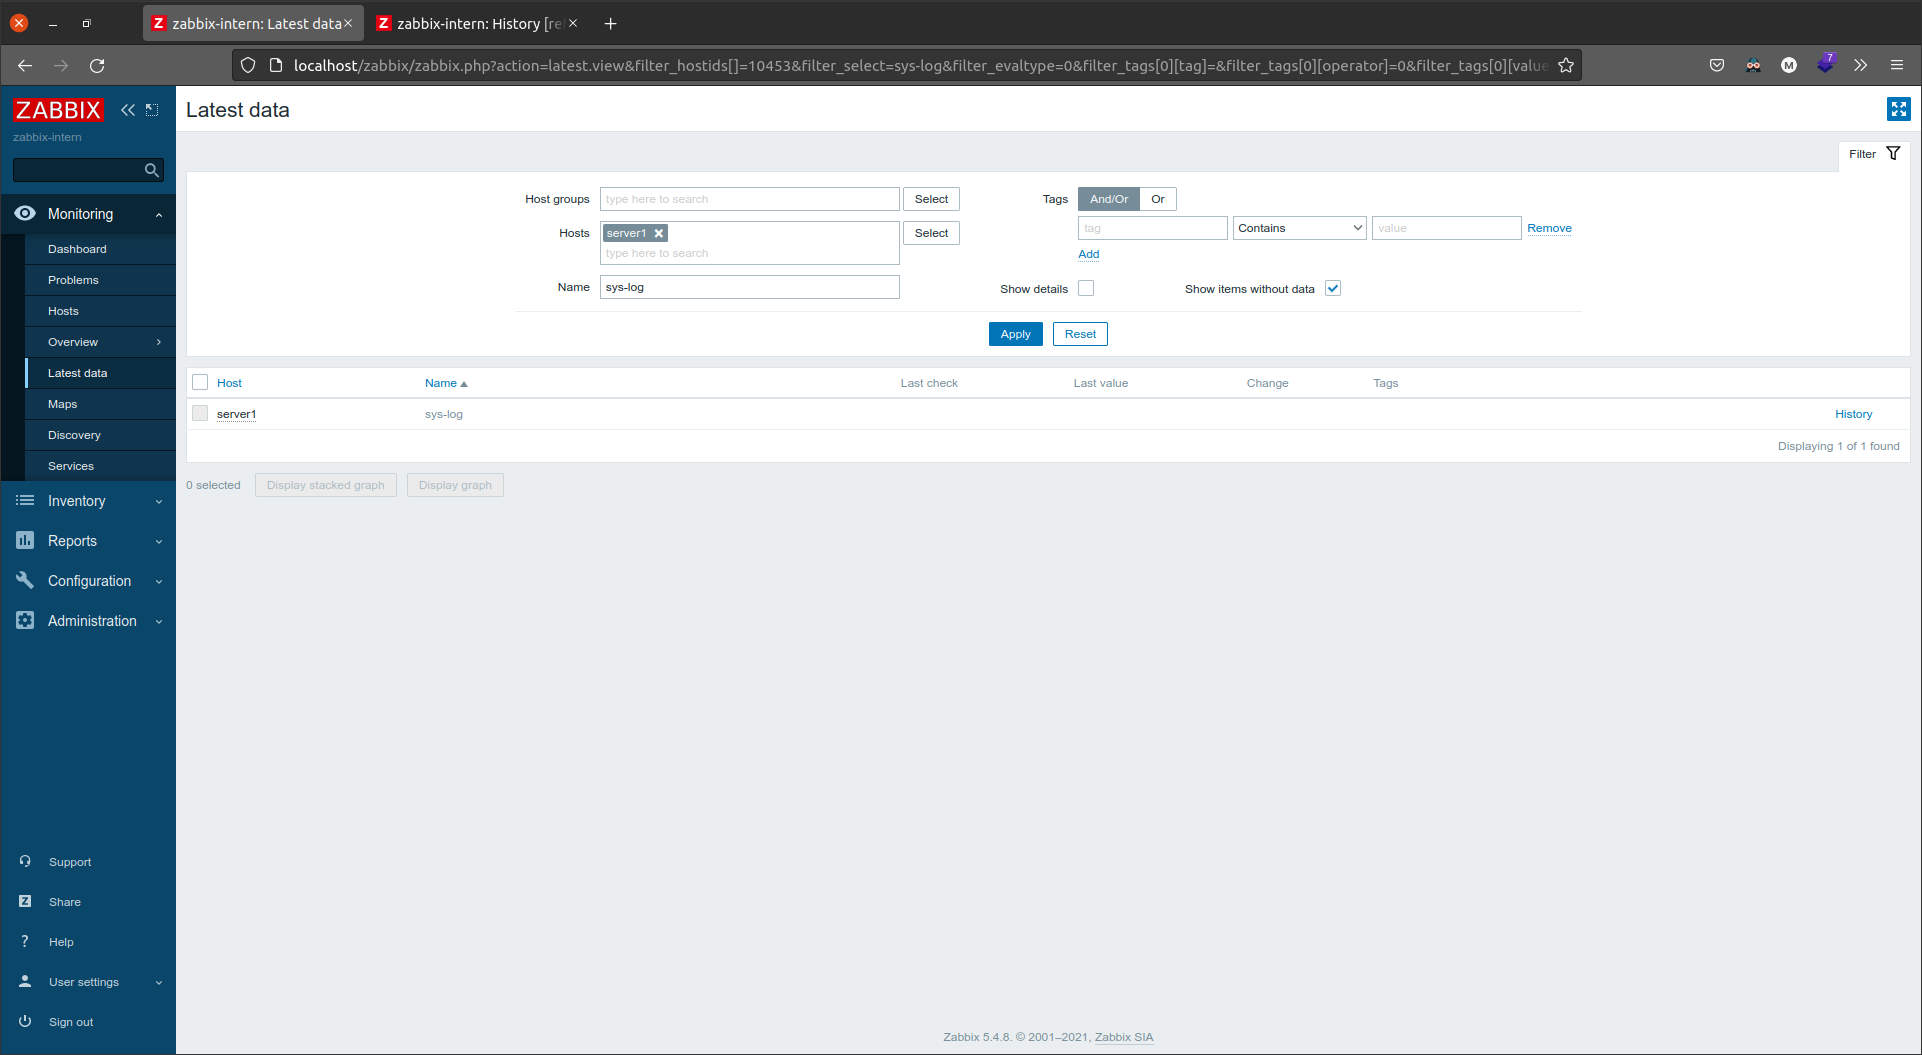 zabbix-intern: Latest data
zabbix-intern: History [re
localhost/zabbix/zabbix.php?action=latest.view&filter_hostids[]=10453&filter_select=sys-log&filter_evaltype=0&filter_tags[0][tag]=&filter_tags[0][operator]=0&filter_tags[0][value
M
7
ZABBIX
zabbix-intern
Latest data
Filter
Host groups type here to search Select
Tags And/Or Or
Hosts server1 Select
type here to search
tag Contains value Remove
Add
Name sys-log
Show details Show items without data
Apply Reset
Monitoring
Dashboard
Problems
Hosts
Overview
Latest data
Maps
Discovery
Services
Inventory
Reports
Configuration
Administration
Support
Z Share
? Help
User settings
Sign out
Host Name Last check Last value Change Tags
server1 sys-log History
Displaying 1 of 1 found
0 selected Display stacked graph Display graph
Zabbix 5.4.8. © 2001–2021, Zabbix SIA